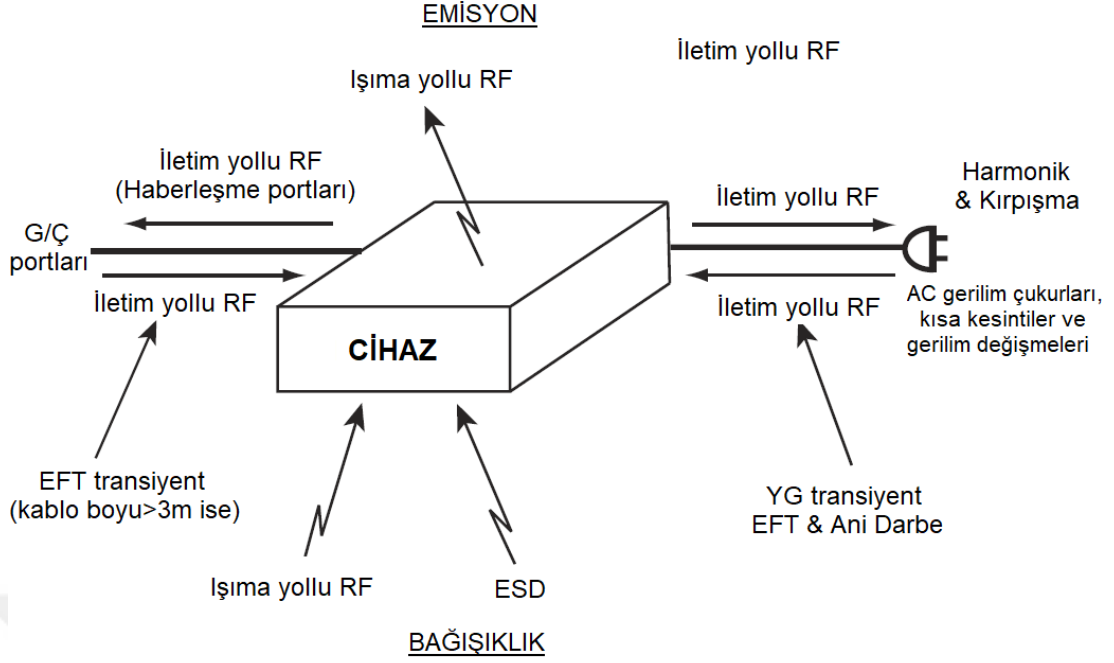 EMİSYON
İletim yollu RF
Işıma yollu RF
İletim yollu RF
(Haberleşme portları)
G/Ç
portları
İletim yollu RF
İletim yollu RF
Harmonik
& Kırpışma
İletim yollu RF
AC gerilim çukurları,
kısa kesintiler ve
gerilim değişmeleri
CİHAZ
EFT transiyent
(kablo boyu>3m ise)
YG transiyent
EFT & Ani Darbe
Işıma yollu RF
ESD
BAĞIŞIKLIK